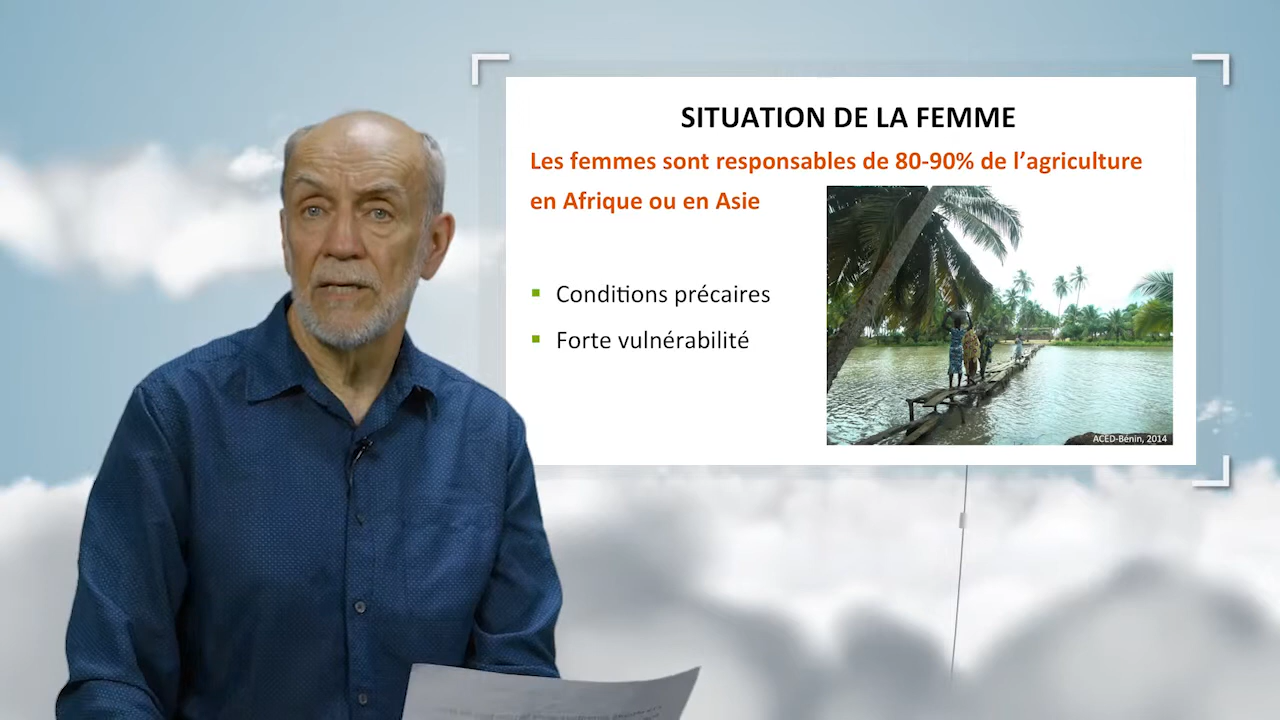 SITUATION DE LA FEMME
Les femmes sont responsables de 80-90% de l'agriculture
en Afrique ou en Asie
Conditions précaires
Forte vulnérabilité
ACED-Bénin, 2014